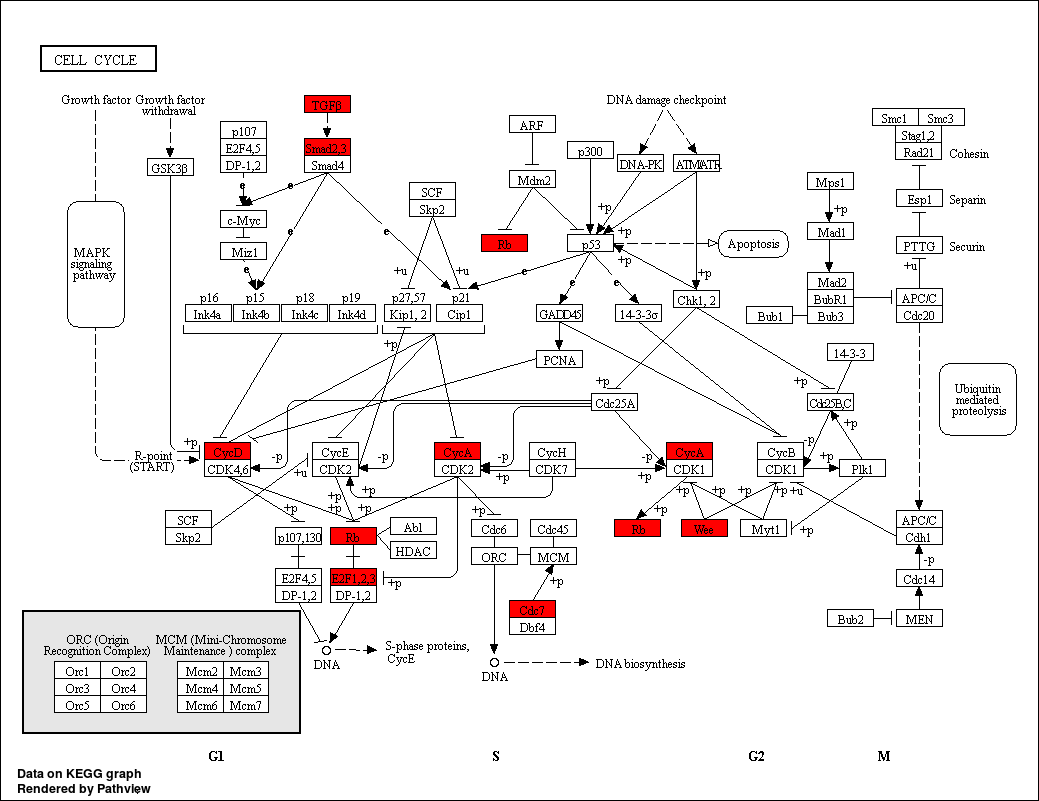 CELL CYCLE
Growth factor
Growth factor
withdrawal
TGFβ
DNA damage checkpoint
p107
E2F4,5
DP-1,2
Smad2,3
Smad4
ARF
p300
DNA-PK
ATM/ATR
Smc1
Smc3
Stag1,2
Rad21
Cohesin
GSK3β
Mdm2
Mps1
e
e
SCF
Skp2
Esp1
Separin
+p
+p
c-Myc
e
e
Mad1
MAPK
signaling
pathway
Miz1
Rb
p53
+p
Apoptosis
PTTG
Securin
e
e
+u
+u
e
e
+p
+u
Mad2
p16
p15
p18
p19
p27,57
p21
Chk1, 2
BubR1
APC/C
Ink4a
Ink4b
Ink4c
Ink4d
Kip1, 2
Cip1
GADD45
14-3-3σ
Bub1
Bub3
Cdc20
+p
PCNA
14-3-3
+p
+p
Ubiquitin
mediated
proteolysis
Cdc25A
Cdc25B,C
+p
+p
-p
R-point
(START)
CycD
CDK4,6
-p
CycE
CDK2
-p
CycA
CDK2
-p
CycH
CDK7
-p
CycA
CDK1
CycB
CDK1
+p
Plk1
+u
+p
+p
+p
+p
+p
+p
+p
+p
+p
+u
+p
+p
SCF
Skp2
p107,130
Rb
Abl
HDAC
Cdc6
Cdc45
Rb
Wee
Myt1
+p
APC/C
Cdh1
ORC
MCM
-p
E2F4,5
DP-1,2
E2F1,2,3
DP-1,2
+p
+p
Cdc14
Cdc7
Dbf4
Bub2
MEN
ORC (Origin
Recognition Complex)
MCM (Mini-Chromosome
Maintenance ) complex
Orc1
Orc2
Mcm2
Mcm3
Orc3
Orc4
Mcm4
Mcm5
Orc5
Orc6
Mcm6
Mcm7
DNA
S-phase proteins,
CycE
DNA
DNA biosynthesis
G1
S
G2
M
Data on KEGG graph
Rendered by Pathview